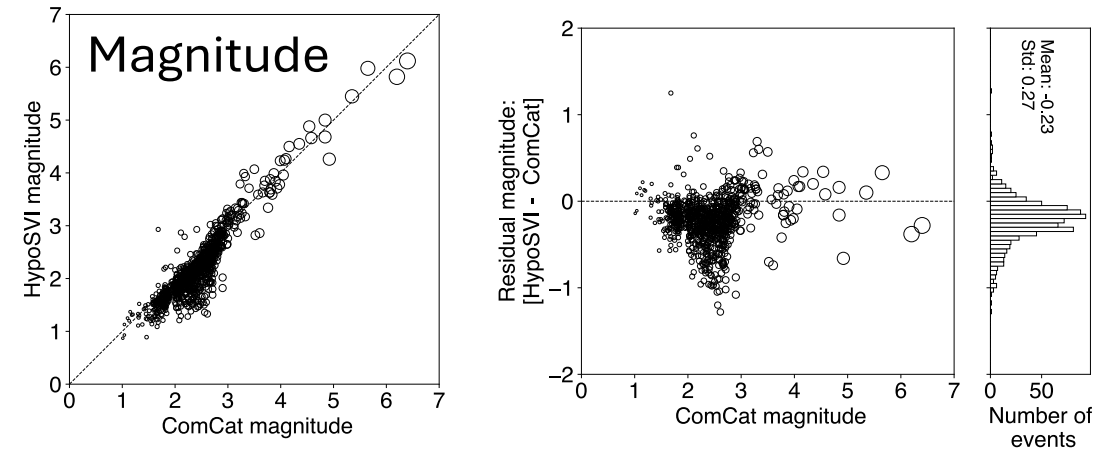 Magnitude
HypoSVI magnitude
7
6
5
4
3
2
1
0
0 1 2 3 4 5 6 7
ComCat magnitude
Residual magnitude:
[HypoSVI - ComCat]
2
1
0
−1
−2
0 1 2 3 4 5 6 7
ComCat magnitude
Mean: -0.23
Std: 0.27
0 50
Number of
events